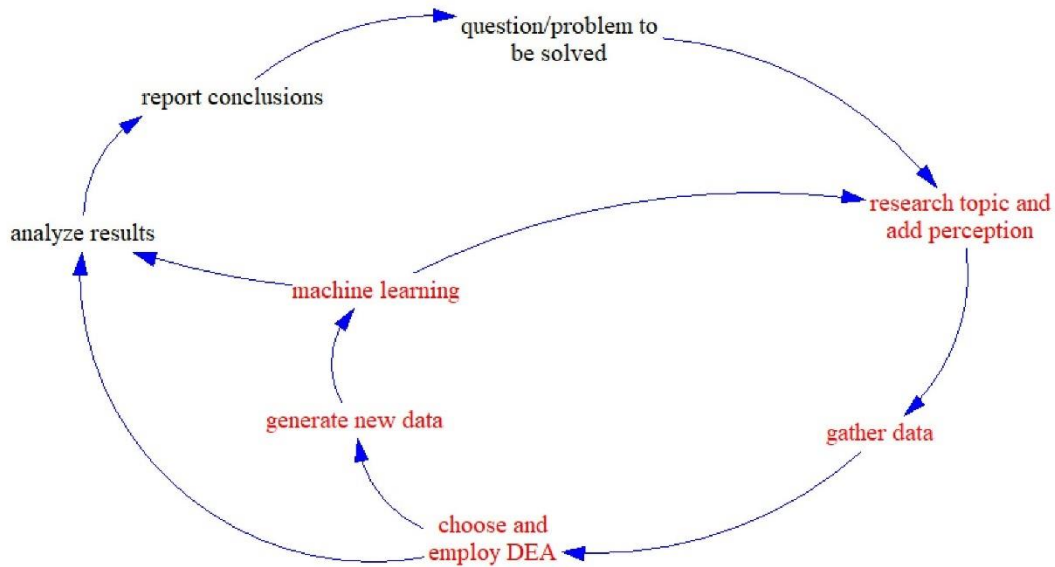 question/problem to
be solved
report conclusions
research topic and
add perception
analyze results
machine learning
generate new data
gather data
choose and
employ DEA